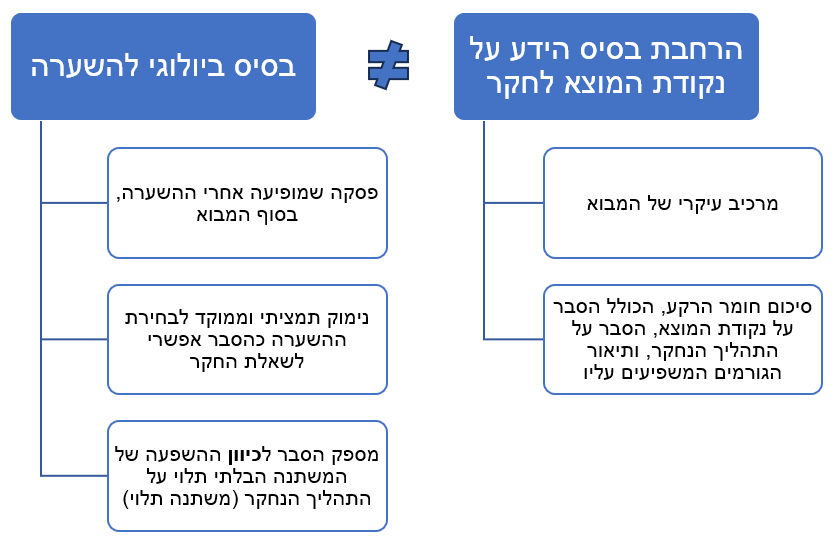 הרחבת בסיס הידע על
נקודת המוצא לחקר
≠
בסיס ביולוגי להשערה
מרכיב עיקרי של המבוא
סיכום חומר הרקע, הכולל הסבר
על נקודת המוצא, הסבר על
התהליך הנחקר, ותיאור
הגורמים המשפיעים עליו
פסקה שמופיעה אחרי ההשערה,
בסוף המבוא
נימוק תמציתי וממוקד לבחירת
ההשערה כהסבר אפשרי
לשאלת החקר
מספק הסבר לכיוון ההשפעה של
המשתנה הבלתי תלוי על
התהליך הנחקר (משתנה תלוי)